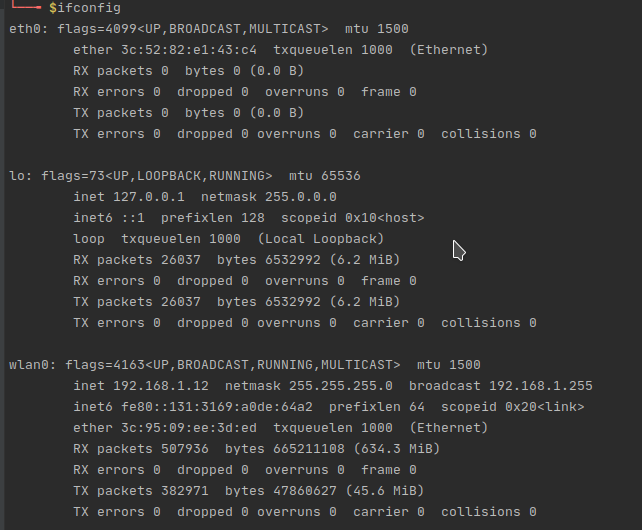 $ifconfig
eth0: flags=4099<UP,BROADCAST,MULTICAST>  mtu 1500
        ether 3c:52:82:e1:43:c4  txqueuelen 1000  (Ethernet)
        RX packets 0  bytes 0 (0.0 B)
        RX errors 0  dropped 0  overruns 0  frame 0
        TX packets 0  bytes 0 (0.0 B)
        TX errors 0  dropped 0 overruns 0  carrier 0  collisions 0

lo: flags=73<UP,LOOPBACK,RUNNING>  mtu 65536
        inet 127.0.0.1  netmask 255.0.0.0
        inet6 ::1  prefixlen 128  scopeid 0x10<host>
        loop  txqueuelen 1000  (Local Loopback)
        RX packets 26037  bytes 6532992 (6.2 MiB)
        RX errors 0  dropped 0  overruns 0  frame 0
        TX packets 26037  bytes 6532992 (6.2 MiB)
        TX errors 0  dropped 0 overruns 0  carrier 0  collisions 0

wlan0: flags=4163<UP,BROADCAST,RUNNING,MULTICAST>  mtu 1500
        inet 192.168.1.12  netmask 255.255.255.0  broadcast 192.168.1.255
        inet6 fe80::131:3169:a0de:64a2  prefixlen 64  scopeid 0x20<link>
        ether 3c:95:09:ee:3d:ed  txqueuelen 1000  (Ethernet)
        RX packets 507936  bytes 665211108 (634.3 MiB)
        RX errors 0  dropped 0  overruns 0  frame 0
        TX packets 382971  bytes 47860627 (45.6 MiB)
        TX errors 0  dropped 0 overruns 0  carrier 0  collisions 0